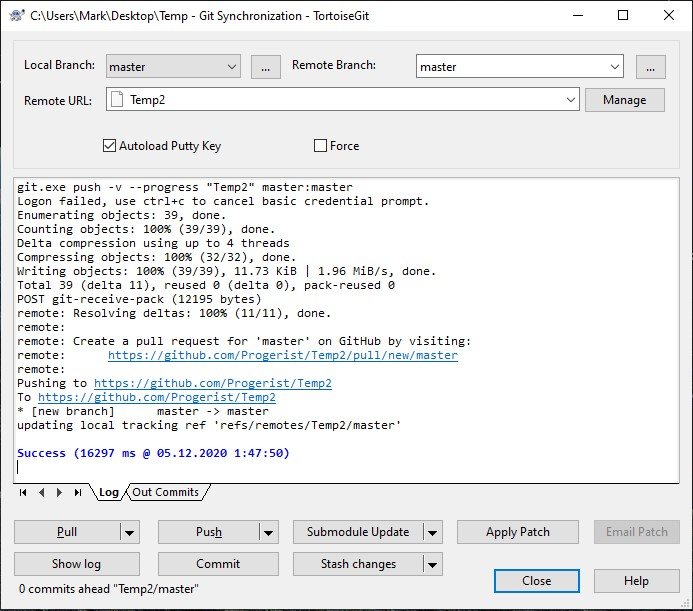 C:\Users\Mark\Desktop\Temp - Git Synchronization - TortoiseGit
Local Branch: master ... Remote Branch: master ...
Remote URL: Temp2 Manage
Autoload Putty Key Force
git.exe push -v --progress "Temp2" master:master
Logon failed, use ctrl+c to cancel basic credential prompt.
Enumerating objects: 39, done.
Counting objects: 100% (39/39), done.
Delta compression using up to 4 threads
Compressing objects: 100% (32/32), done.
Writing objects: 100% (39/39), 11.73 KiB | 1.96 MiB/s, done.
Total 39 (delta 11), reused 0 (delta 0), pack-reused 0
POST git-receive-pack (12195 bytes)
remote: Resolving deltas: 100% (11/11), done.
remote:
remote: Create a pull request for 'master' on GitHub by visiting:
remote:      https://github.com/Progerist/Temp2/pull/new/master
remote:
Pushing to https://github.com/Progerist/Temp2
To https://github.com/Progerist/Temp2
* [new branch]      master -> master
updating local tracking ref 'refs/remotes/Temp2/master'
Success (16297 ms @ 05.12.2020 1:47:50)
Log Out Commits
Pull Push Submodule Update Apply Patch Email Patch
Show log Commit Stash changes
0 commits ahead "Temp2/master" Close Help